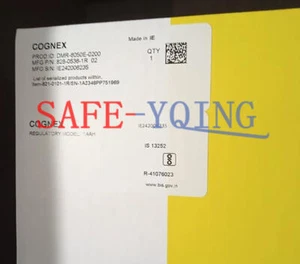 COGNEX
Made in IE
PROD ID: DMR-8050E-0200
QTY
1
MFG P/N: 828-0536-1R 02
MFG S/N: 1E242006235
List of serialized products within:
SAFE-YQING
COGNEX
REGULATORY MODEL:
IS 13252
R-41076023
www.bis.gov.in